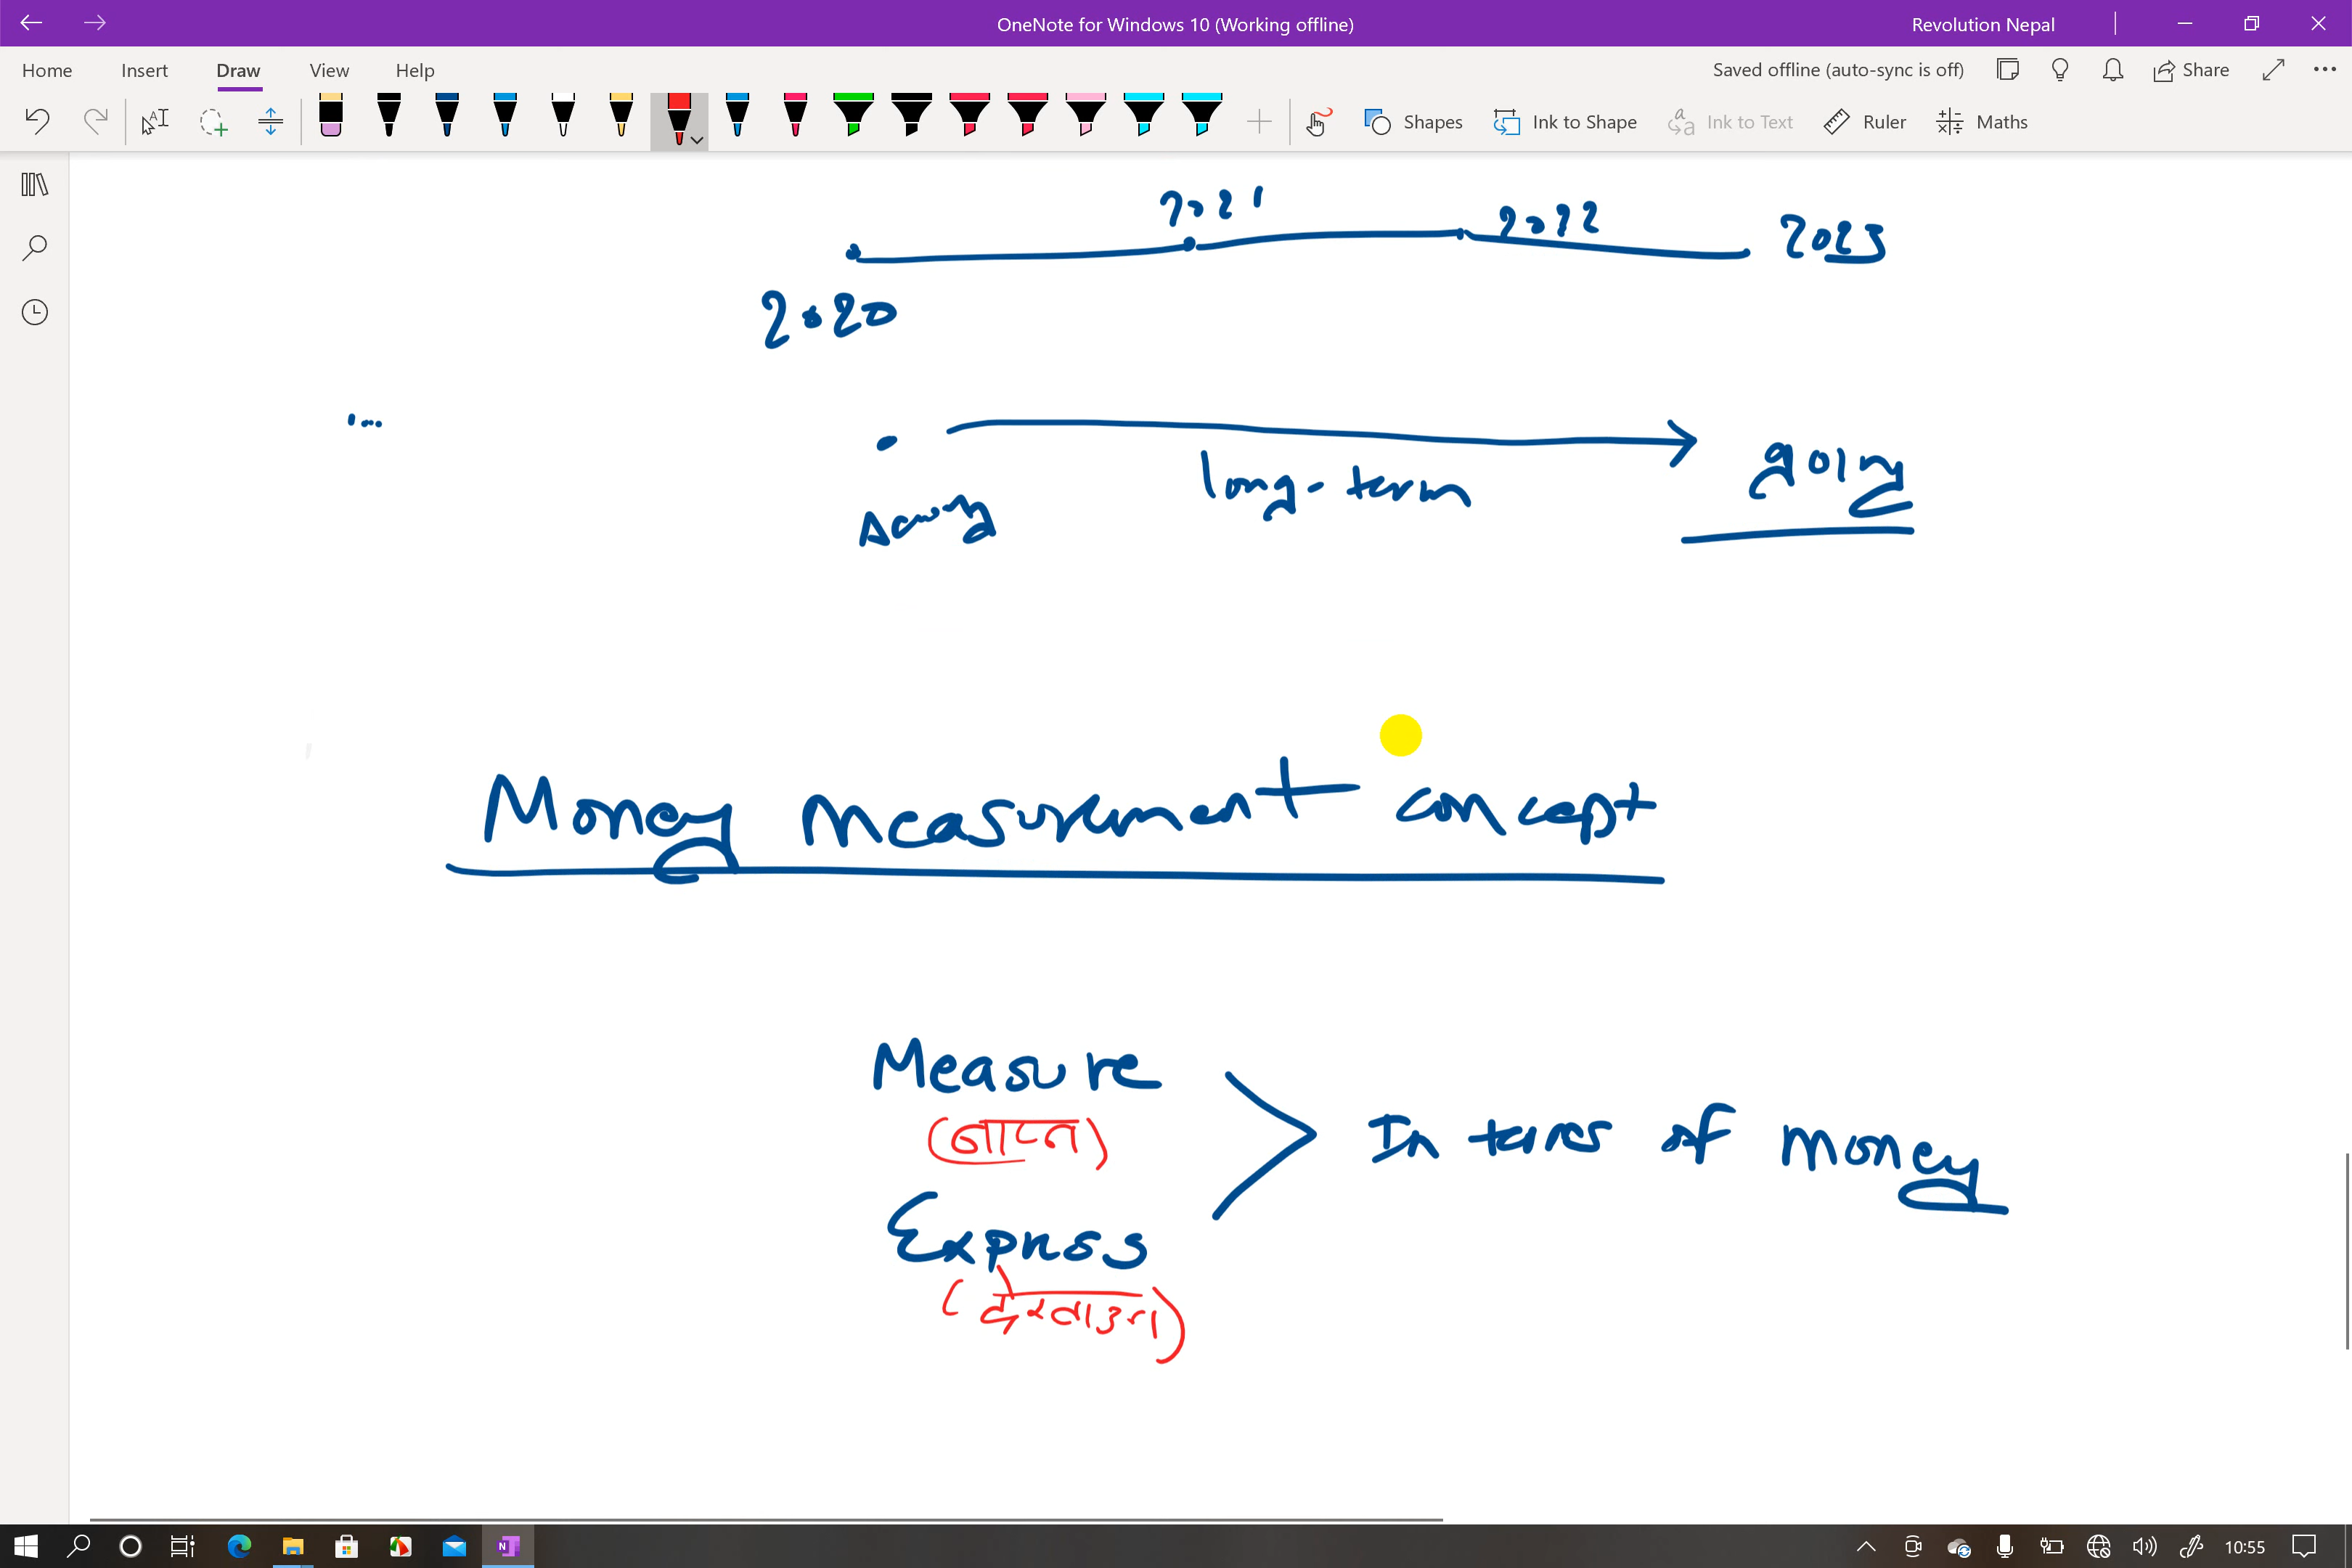 OneNote for Windows 10 (Working offline)
Revolution Nepal
Home Insert Draw View Help
Saved offline (auto-sync is off)
Share
Shapes
Ink to Shape
Ink to Text
Ruler
Maths
2021
2022
2023
2020
long-term
going
Money measurement concept
Measure
(नाप्न)
In terms of money
Express
10:55